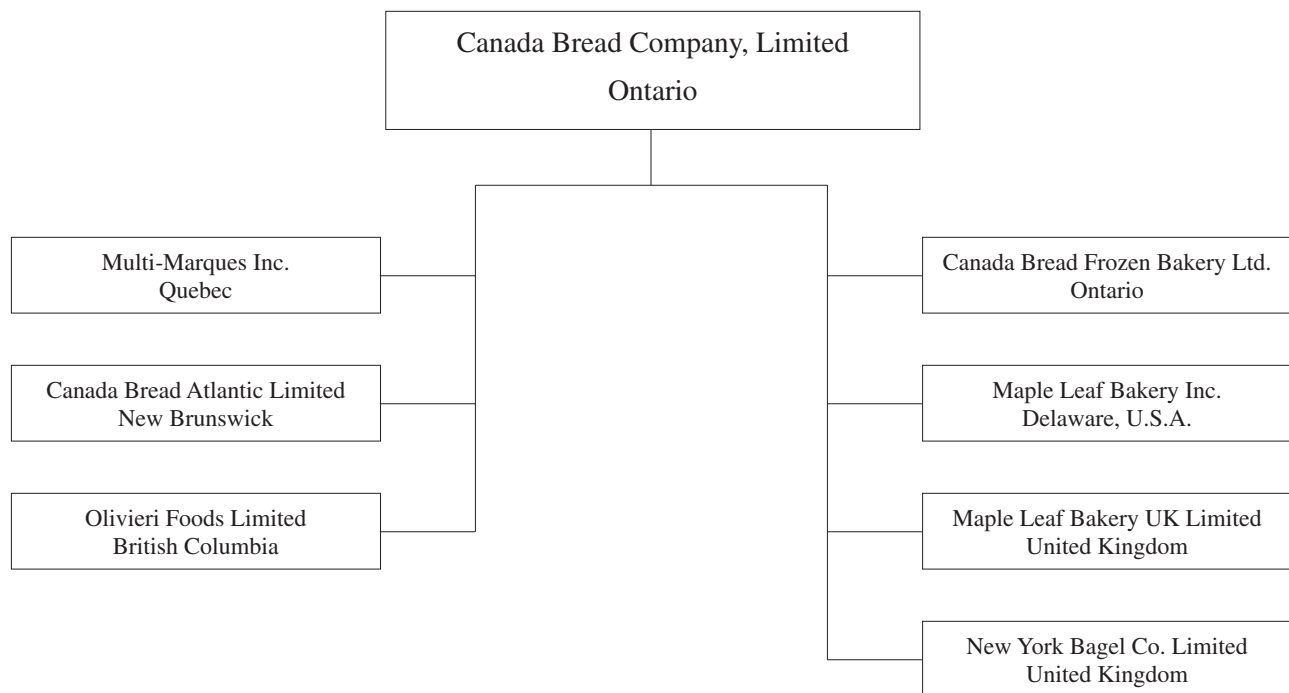 Canada Bread Company, Limited
Ontario
Multi-Marques Inc.
Quebec
Canada Bread Atlantic Limited
New Brunswick
Olivieri Foods Limited
British Columbia
Canada Bread Frozen Bakery Ltd.
Ontario
Maple Leaf Bakery Inc.
Delaware, U.S.A.
Maple Leaf Bakery UK Limited
United Kingdom
New York Bagel Co. Limited
United Kingdom